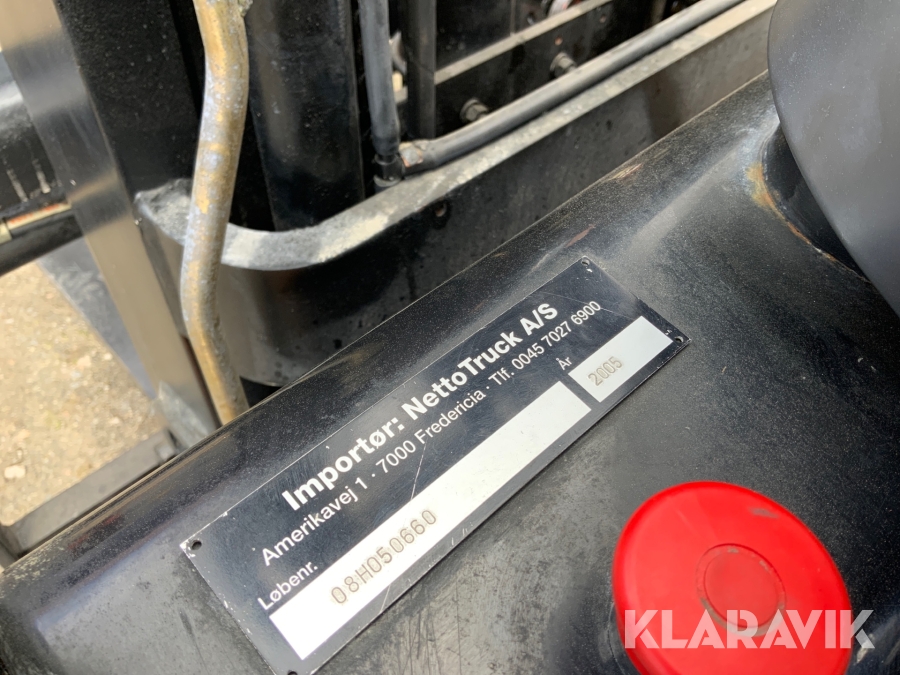 Importør: NettoTruck A/S
Amerikavej 1 · 7000 Fredericia · Tlf. 0045 7027 6900
Løbenr. År
08H050660 2005
KLARAVIK